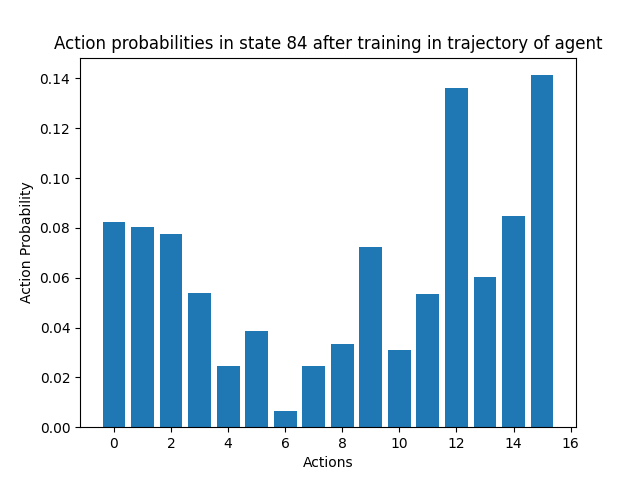 Action probabilities in state 84 after training in trajectory of agent
0.14
0.12
0.10
0.08
0.06
0.04
0.02
0.00
Action Probability
0 2 4 6 8 10 12 14 16
Actions